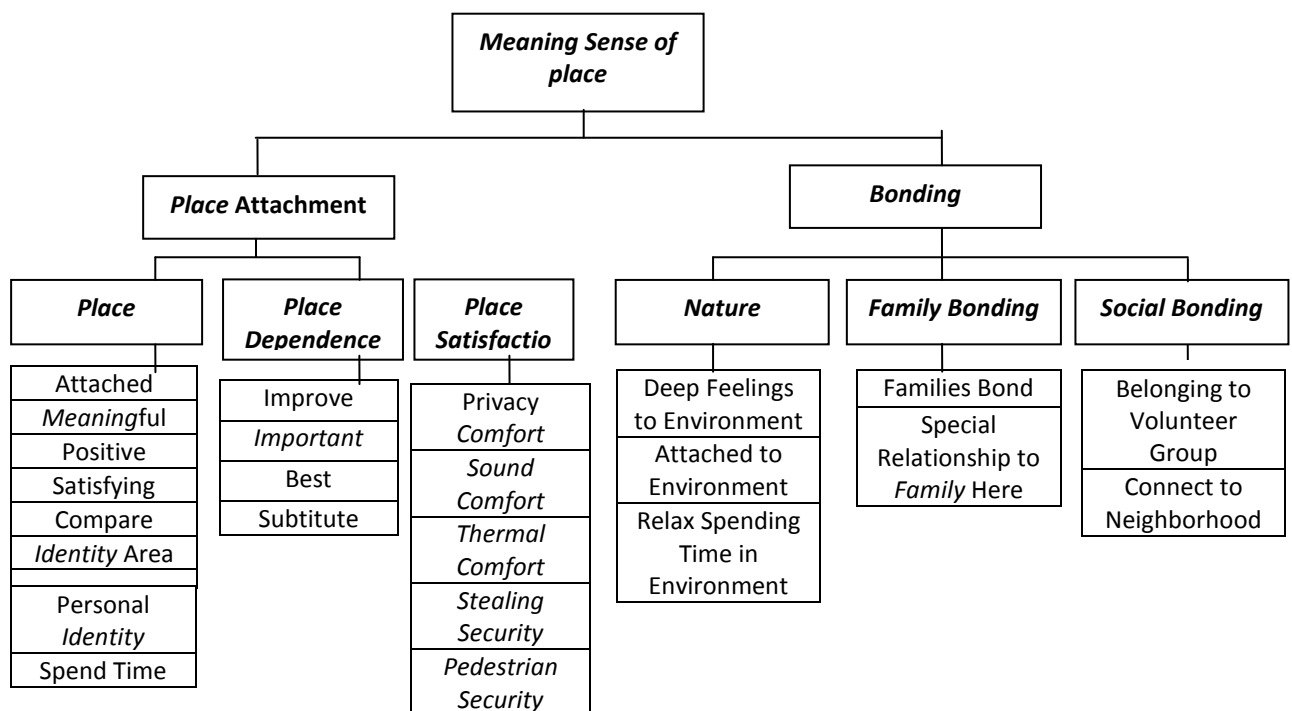 Meaning Sense of
place
Place Attachment
Bonding
Place
Place
Dependence
Place
Satisfactio
Nature
Family Bonding
Social Bonding
Attached
Meaningful
Positive
Satisfying
Compare
Identity Area
Personal
Identity
Spend Time
Improve
Important
Best
Subtitute
Privacy
Comfort
Sound
Comfort
Thermal
Comfort
Stealing
Security
Pedestrian
Security
Deep Feelings
to Environment
Attached to
Environment
Relax Spending
Time in
Environment
Families Bond
Special
Relationship to
Family Here
Belonging to
Volunteer
Group
Connect to
Neighborhood